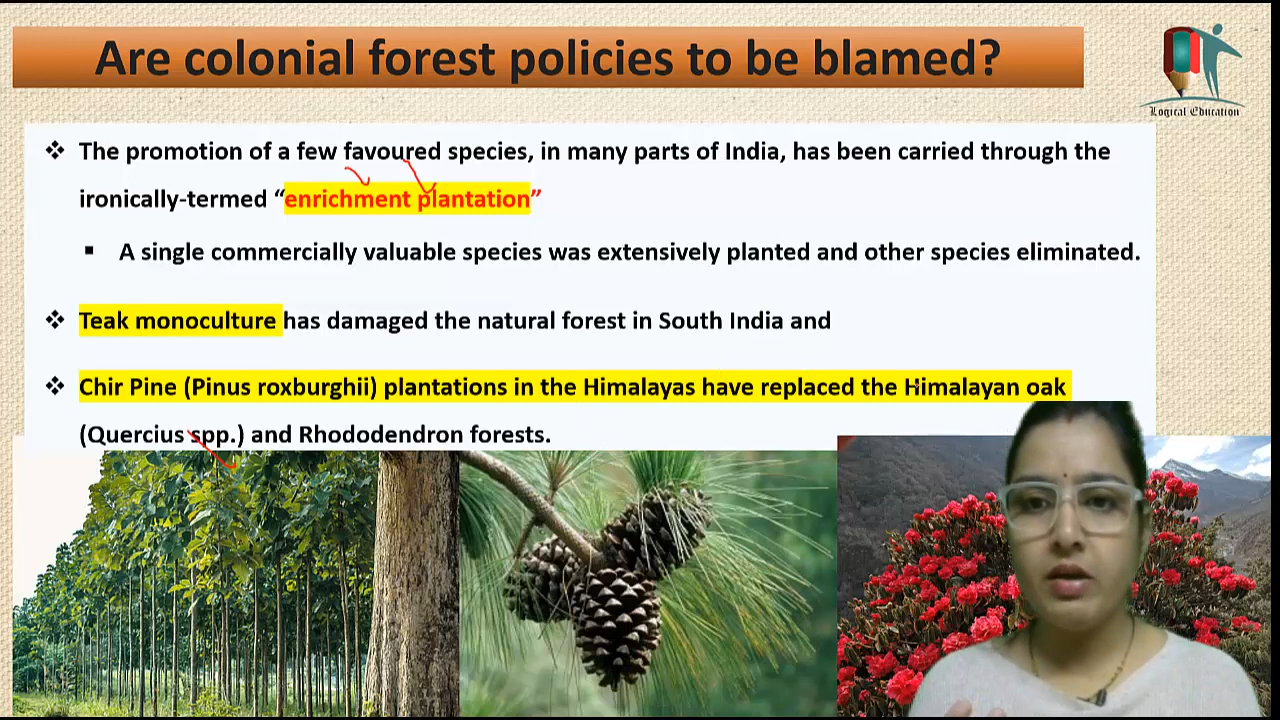 Are colonial forest policies to be blamed?
Logical Education
❖ The promotion of a few favoured species, in many parts of India, has been carried through the
ironically-termed “enrichment plantation”
▪ A single commercially valuable species was extensively planted and other species eliminated.
❖ Teak monoculture has damaged the natural forest in South India and
❖ Chir Pine (Pinus roxburghii) plantations in the Himalayas have replaced the Himalayan oak
(Quercius spp.) and Rhododendron forests.